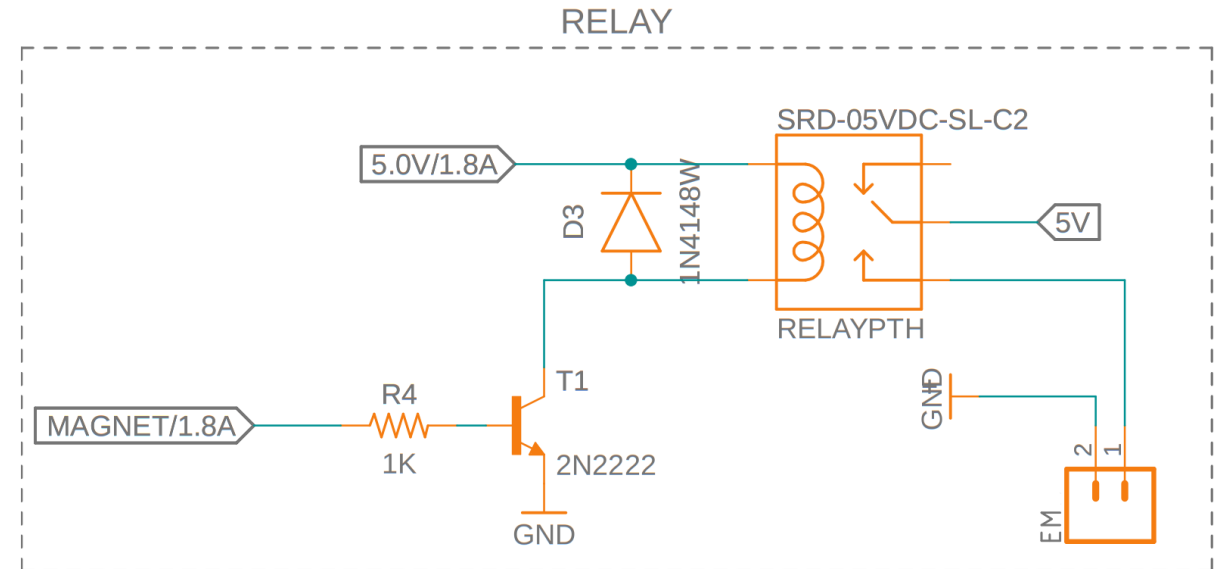 RELAY
SRD-05VDC-SL-C2
5.0V/1.8A
D3
1N4148W
5V
RELAYPTH
T1
R4
GND
MAGNET/1.8A
1K
2N2222
2
1
GND
EM